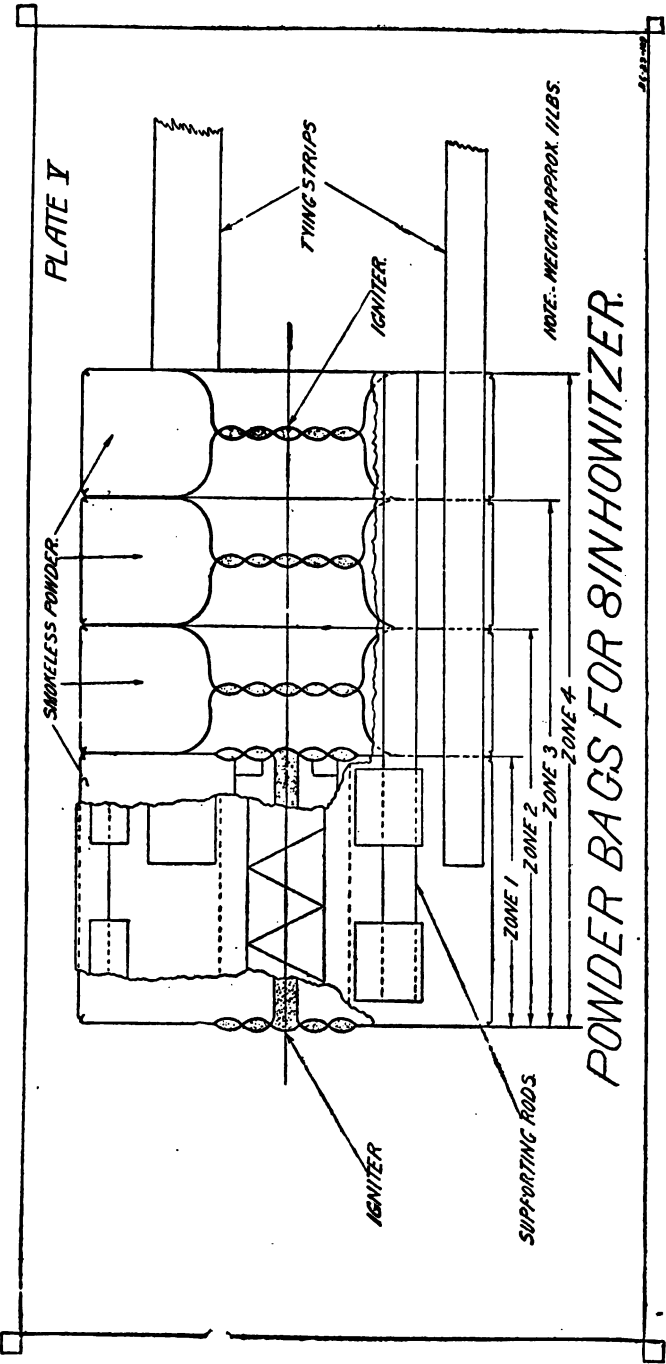 PLATE V
SMOKELESS POWDER.
TYING STRIPS
IGNITER.
IGNITER
SUPPORTING RODS.
ZONE 1
ZONE 2
ZONE 3
ZONE 4
NOTE:- WEIGHT APPROX. 11LBS.
POWDER BAGS FOR 8IN HOWITZER.